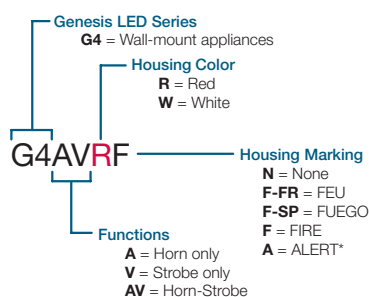 Genesis LED Series
G4 = Wall-mount appliances
Housing Color
R = Red
W = White
G4AVRF
Housing Marking
N = None
F-FR = FEU
F-SP = FUEGO
F = FIRE
A = ALERT*
Functions
A = Horn only
V = Strobe only
AV = Horn-Strobe